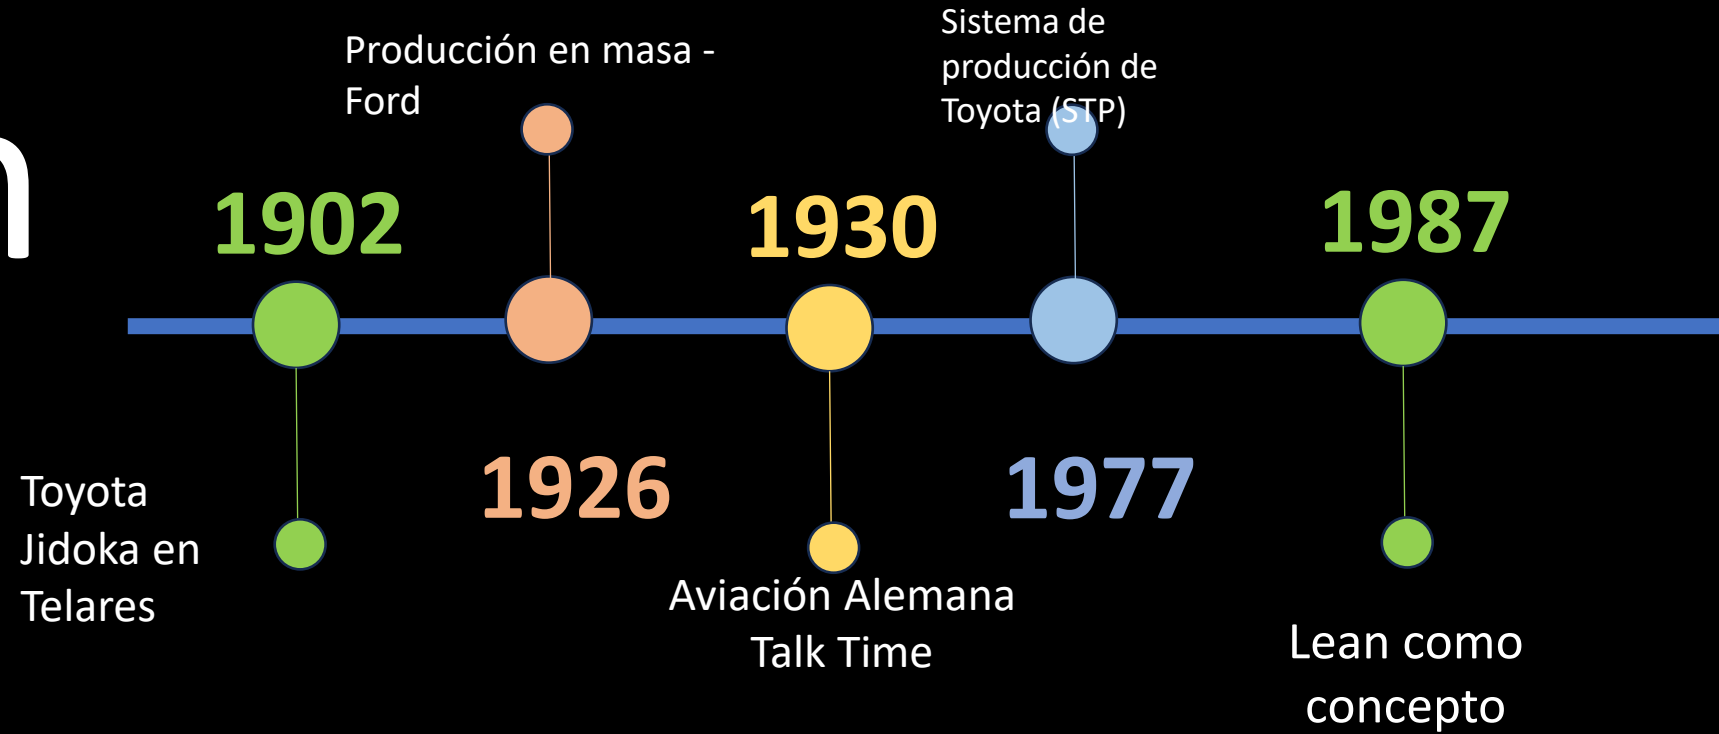 Producción en masa -
Ford
Sistema de
producción de
Toyota (STP)
n
1902
1930
1987
1926
1977
Toyota
Jidoka en
Telares
Aviación Alemana
Talk Time
Lean como
concepto